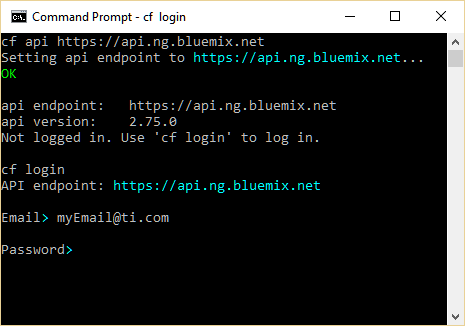 Command Prompt - cf  login
cf api https://api.ng.bluemix.net
Setting api endpoint to https://api.ng.bluemix.net...
OK
api endpoint:   https://api.ng.bluemix.net
api version:    2.75.0
Not logged in. Use 'cf login' to log in.
cf login
API endpoint: https://api.ng.bluemix.net
Email> myEmail@ti.com
Password>